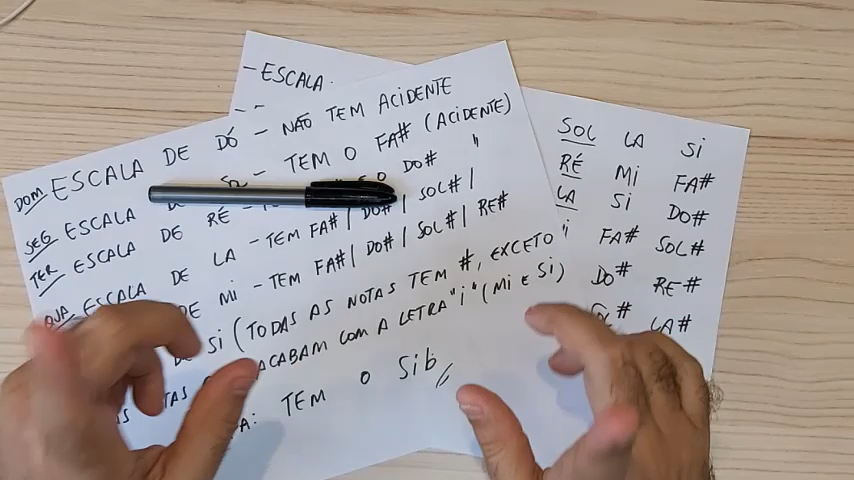 - ESCALA
DOM ESCALA DE DÓ - NÃO TEM ACIDENTE
SEG ESCALA - TEM O FA# (ACIDENTE)
TER ESCALA DE RÉ - O DO# "
QUA ESCALA DE LA - TEM FA# | DO# | SOL# |
DE MI - TEM FA# | DO# | SOL# | RE#
SI (TODAS AS NOTAS TEM #, EXCETO
ACABAM COM A LETRA "i" (Mi E Si)
TEM O Sib
SOL LA Si
RÉ Mi FA#
LA Si DO#
FA# SOL#
DO# RE#
LA#